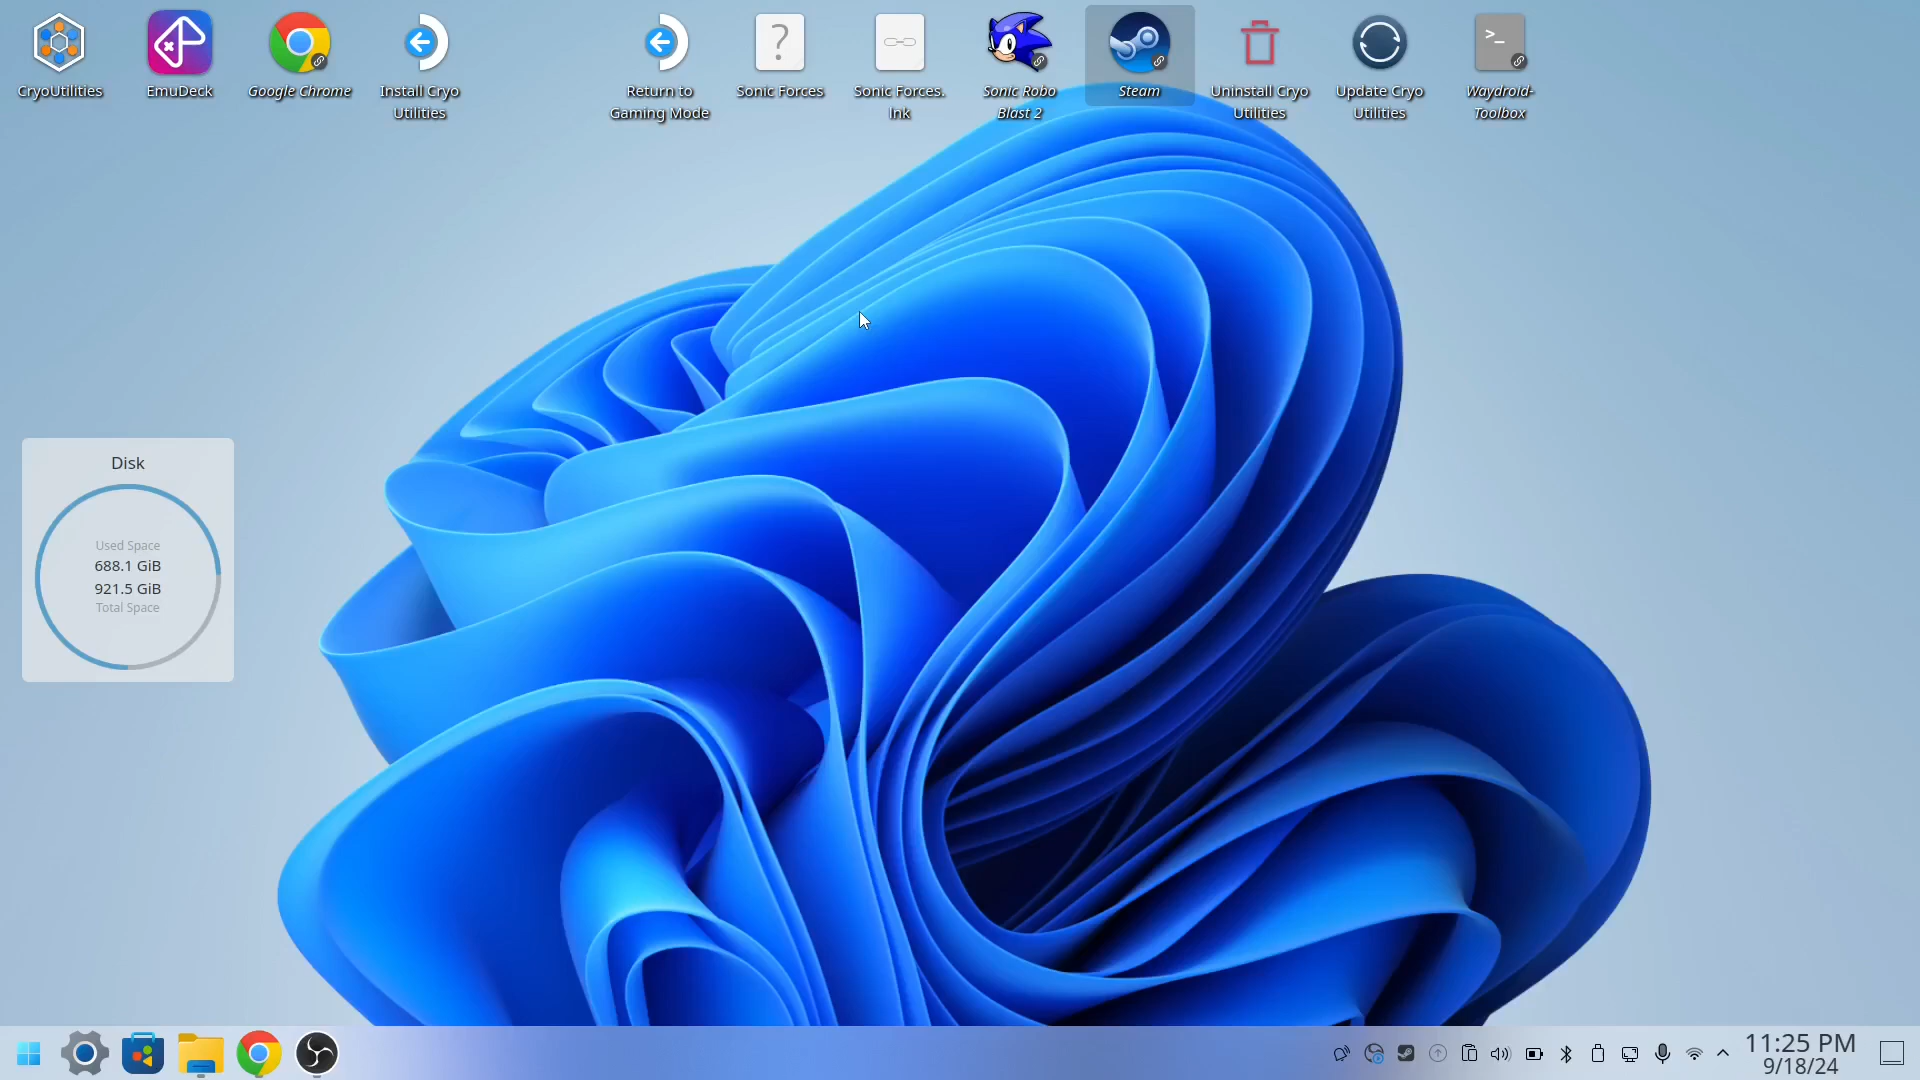 CryoUtilities
EmuDeck
Google Chrome
Install Cryo
Utilities
Return to
Gaming Mode
Sonic Forces
Sonic Forces.
lnk
Sonic Robo
Blast 2
Steam
Uninstall Cryo
Utilities
Update Cryo
Utilities
Waydroid-
Toolbox
Disk
Used Space
688.1 GiB
921.5 GiB
Total Space
11:25 PM
9/18/24